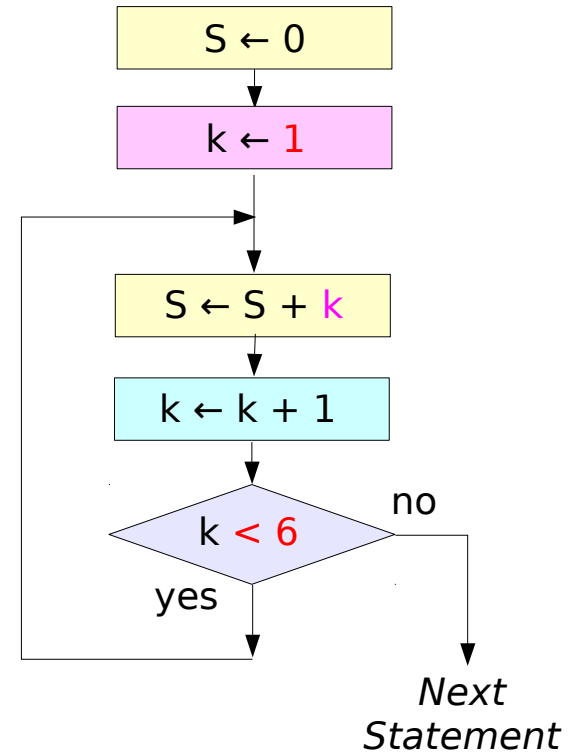 S ← 0
k ← 1
S ← S + k
k ← k + 1
no
k < 6
yes
Next
Statement